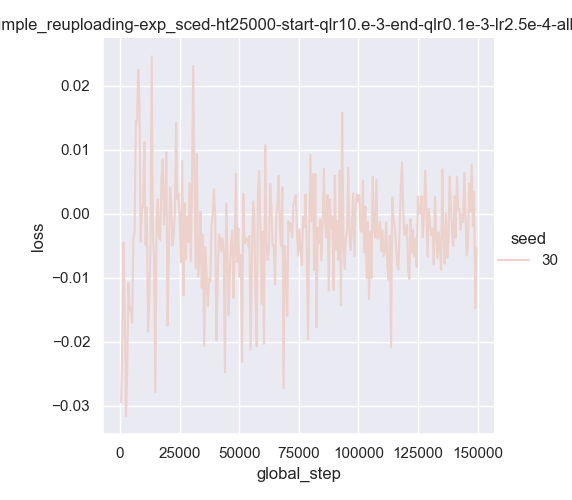 imple_reuploading-exp_sced-ht25000-start-qlr10.e-3-end-qlr0.1e-3-lr2.5e-4-all
0.02
0.01
0.00
−0.01
−0.02
−0.03
loss
0 25000 50000 75000 100000 125000 150000
global_step
seed
30